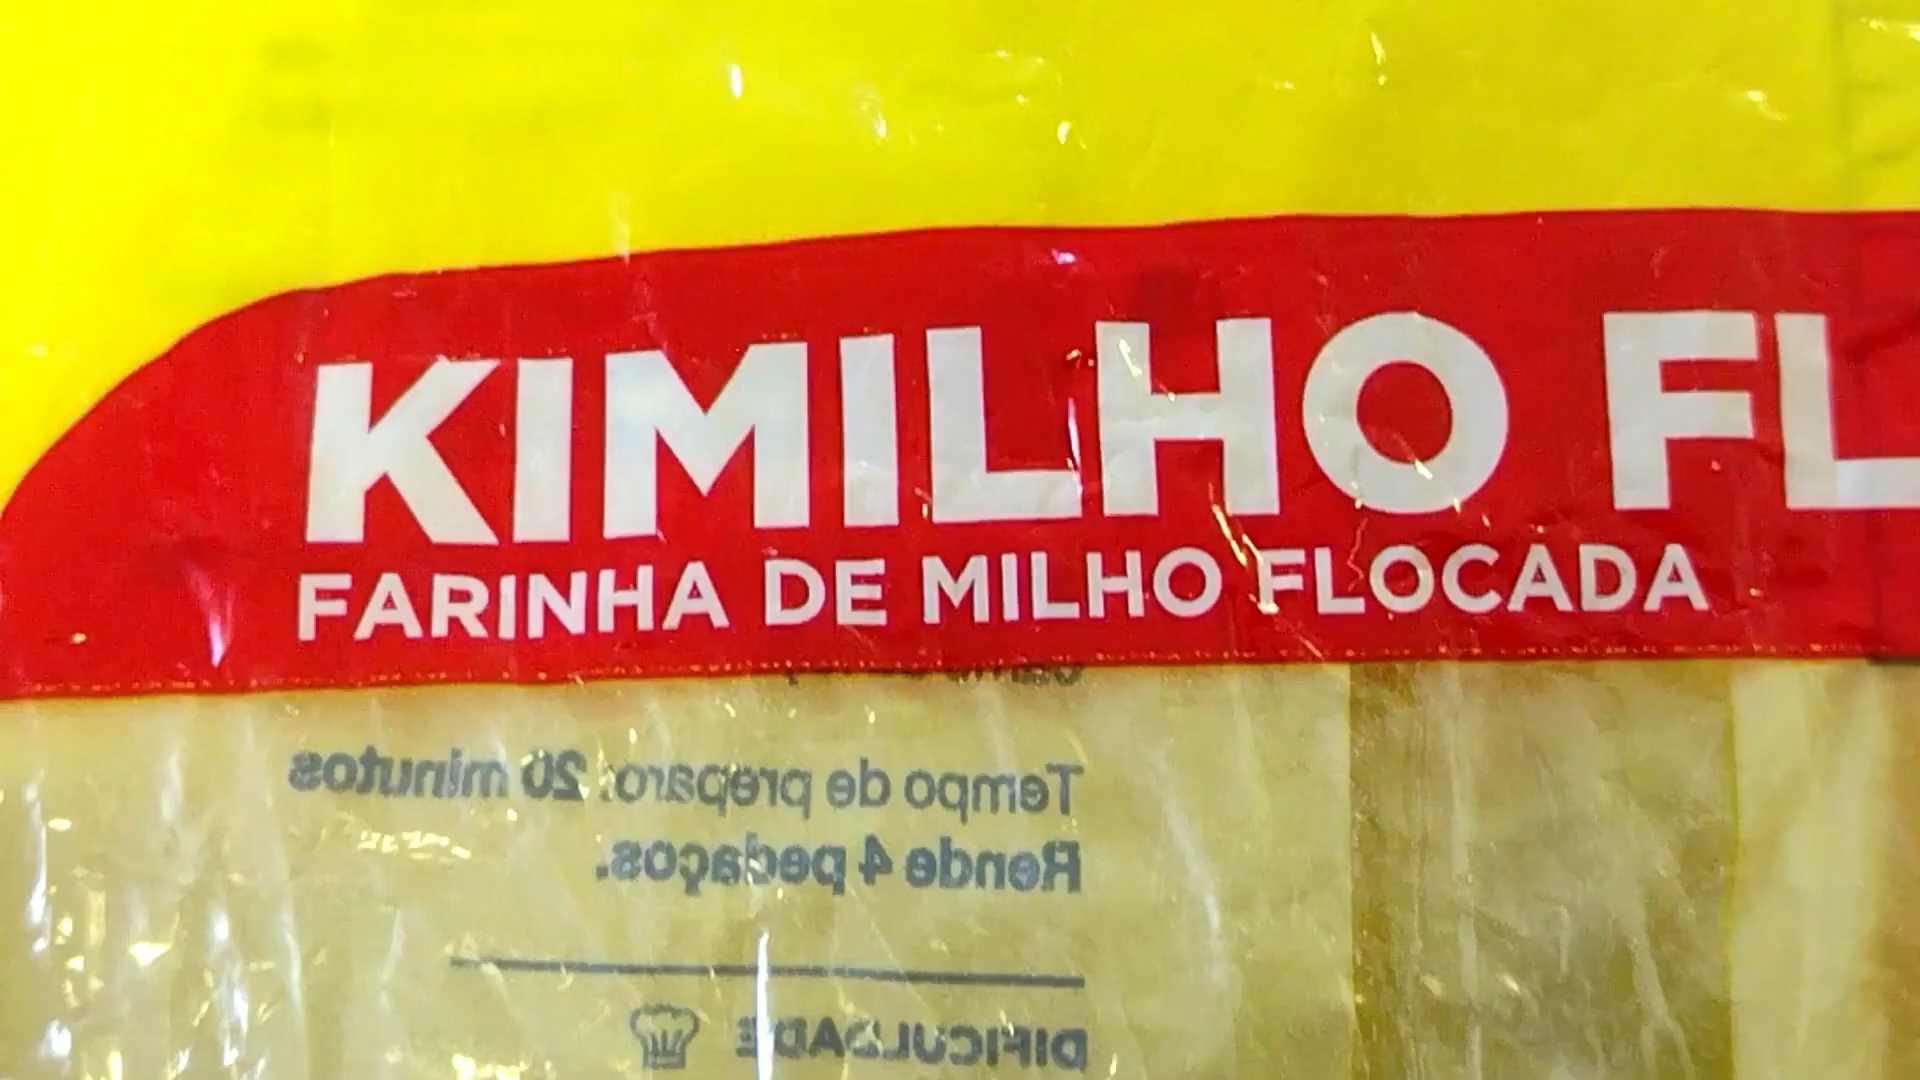 KIMILHO FL
FARINHA DE MILHO FLOCADA
Tempo de preparo: 20 minutos
Rende 4 pedaços.
DIFICULDADE